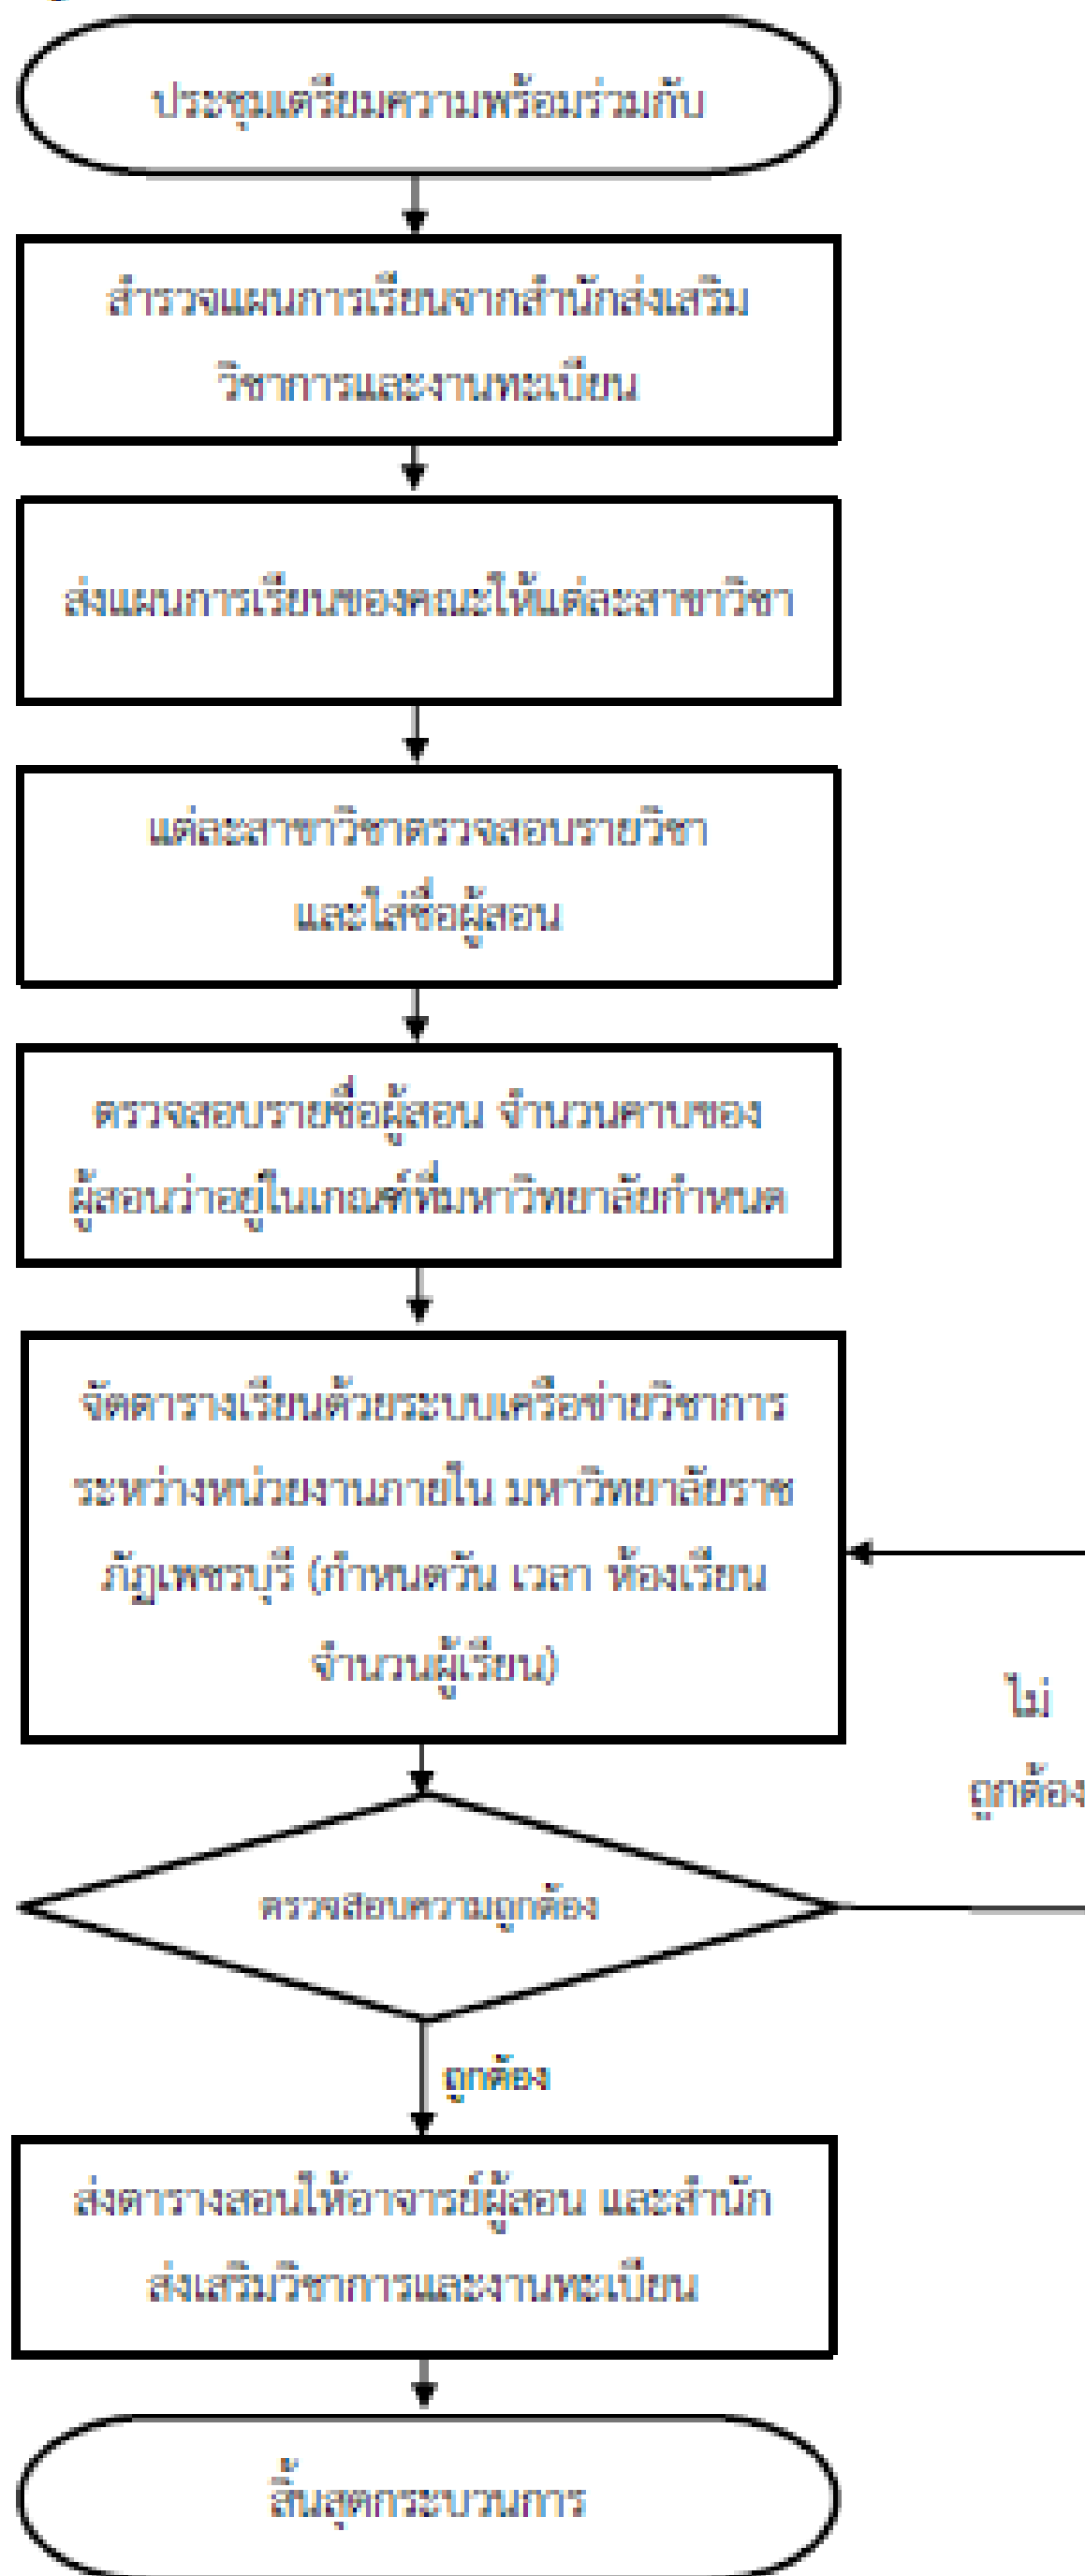 ประชุมเตรียมความพร้อมร่วมกับ
สำรวจแผนการเรียนจากสำนักส่งเสริม
วิชาการและงานทะเบียน
ส่งแผนการเรียนของคณะให้แต่ละสาขาวิชา
แต่ละสาขาวิชาตรวจสอบรายวิชา
และใส่ชื่อผู้สอน
ตรวจสอบรายชื่อผู้สอน จำนวนคาบของ
ผู้สอนว่าอยู่ในเกณฑ์ที่มหาวิทยาลัยกำหนด
จัดตารางเรียนด้วยระบบเครือข่ายวิชาการ
ระหว่างหน่วยงานภายใน มหาวิทยาลัยราช
ภัฏเพชรบุรี (กำหนดวัน เวลา ห้องเรียน
จำนวนผู้เรียน)
ไม่
ถูกต้อง
ตรวจสอบความถูกต้อง
ถูกต้อง
ส่งตารางสอนให้อาจารย์ผู้สอน และสำนัก
ส่งเสริมวิชาการและงานทะเบียน
สิ้นสุดกระบวนการ